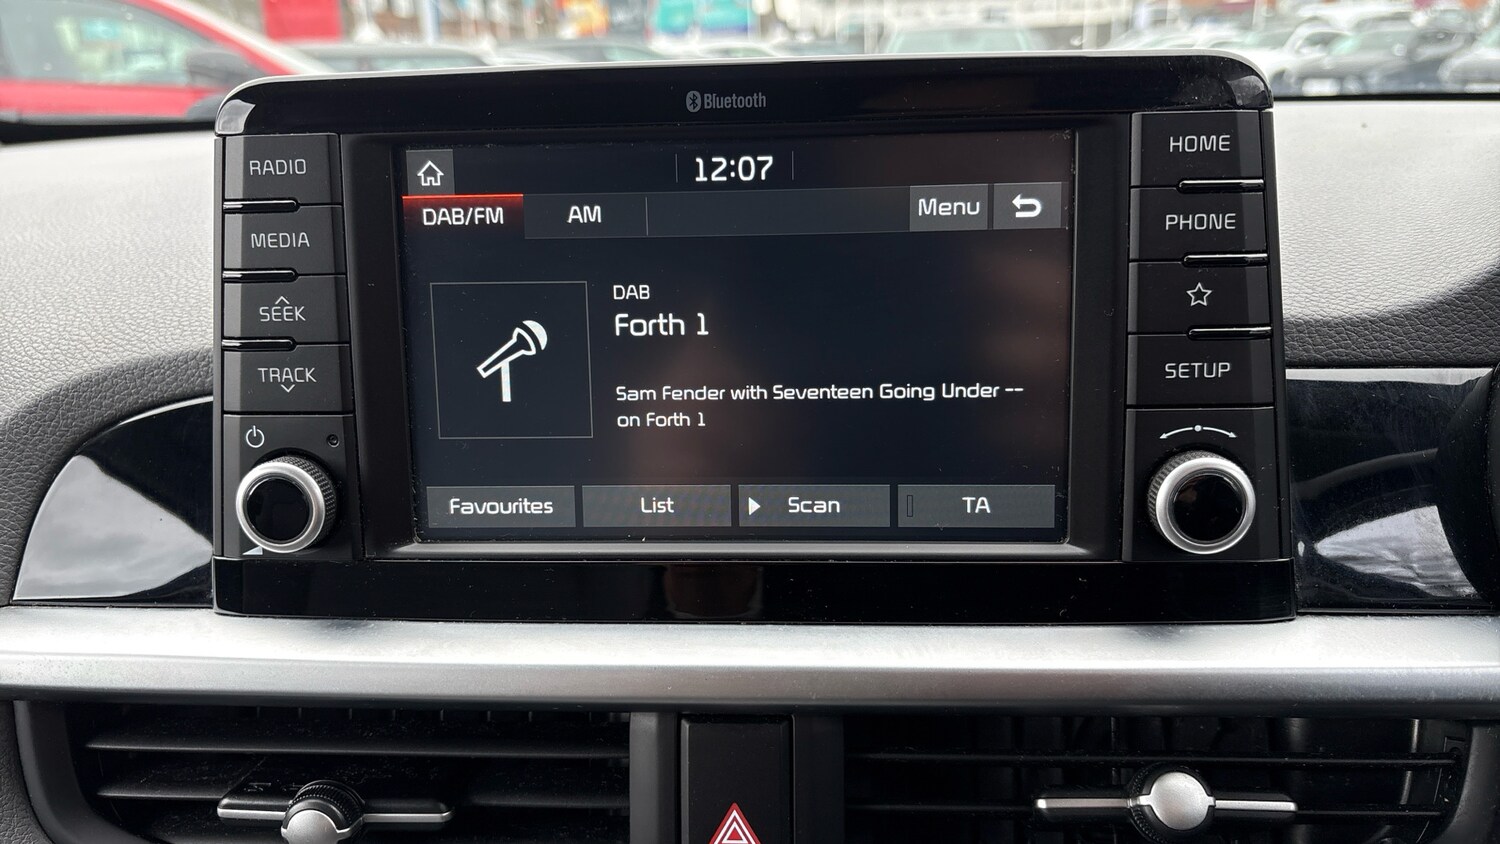 Bluetooth
RADIO
MEDIA
SEEK
TRACK
12:07
DAB/FM
AM
Menu
DAB
Forth 1
Sam Fender with Seventeen Going Under --
on Forth 1
Favourites
List
Scan
TA
HOME
PHONE
SETUP